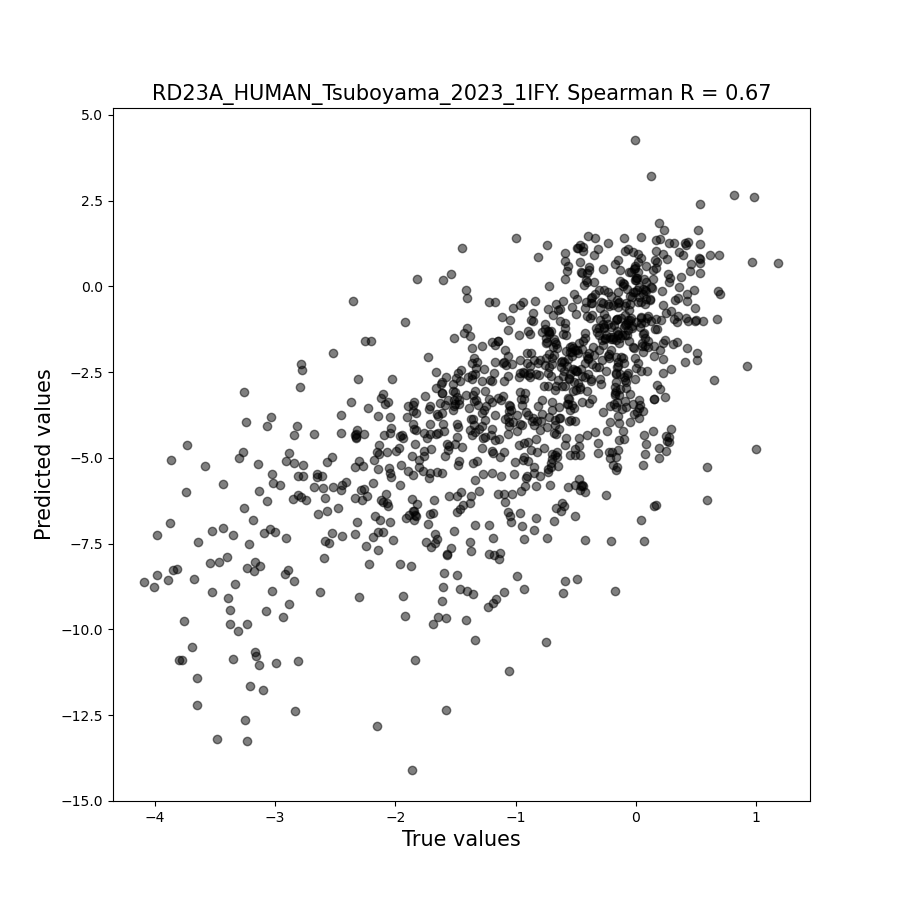 RD23A_HUMAN_Tsuboyama_2023_1IFY. Spearman R = 0.67
5.0
2.5
0.0
−2.5
−5.0
−7.5
−10.0
−12.5
−15.0
Predicted values
−4 −3 −2 −1 0 1
True values